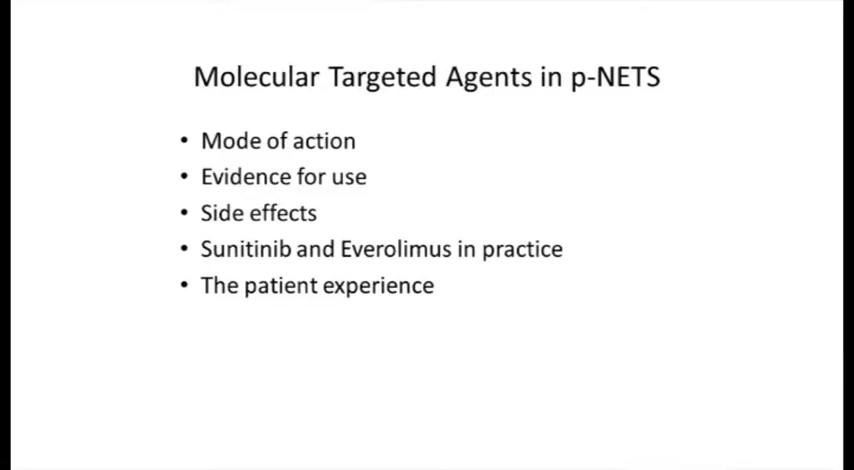 Molecular Targeted Agents in p-NETS
• Mode of action
• Evidence for use
• Side effects
• Sunitinib and Everolimus in practice
• The patient experience